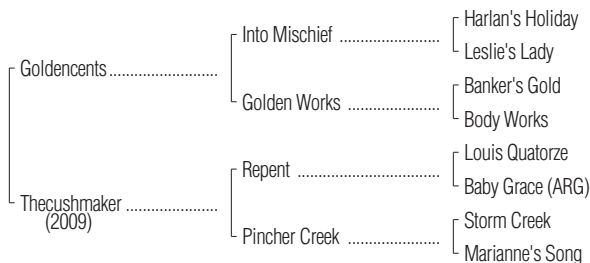 Harlan's Holiday
Into Mischief ....................
Leslie's Lady
Goldencents......................
Banker's Gold
Golden Works ...................
Body Works
Louis Quatorze
Repent .............................
Baby Grace (ARG)
Thecushmaker ...................
(2009)
Storm Creek
Pincher Creek ...................
Marianne's Song